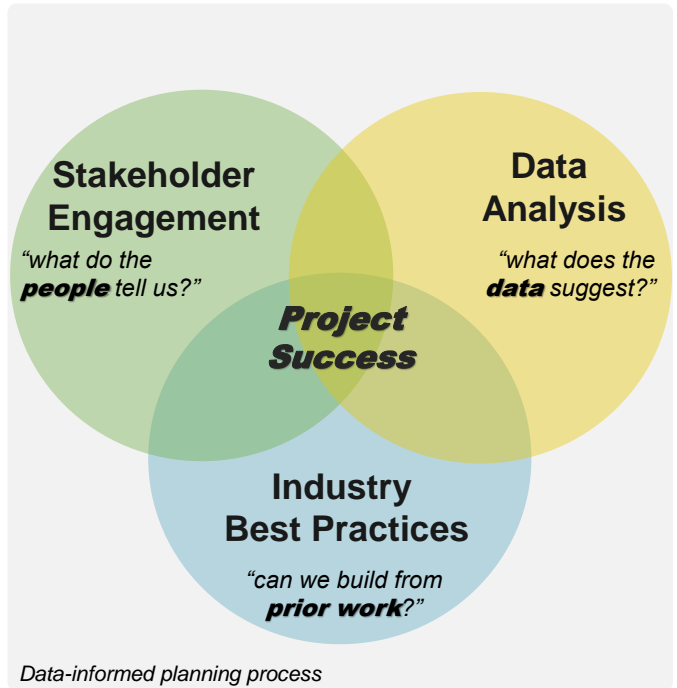 Stakeholder
Engagement
“what do the
people tell us?”
Data
Analysis
“what does the
data suggest?”
Project
Success
Industry
Best Practices
“can we build from
prior work?”
Data-informed planning process